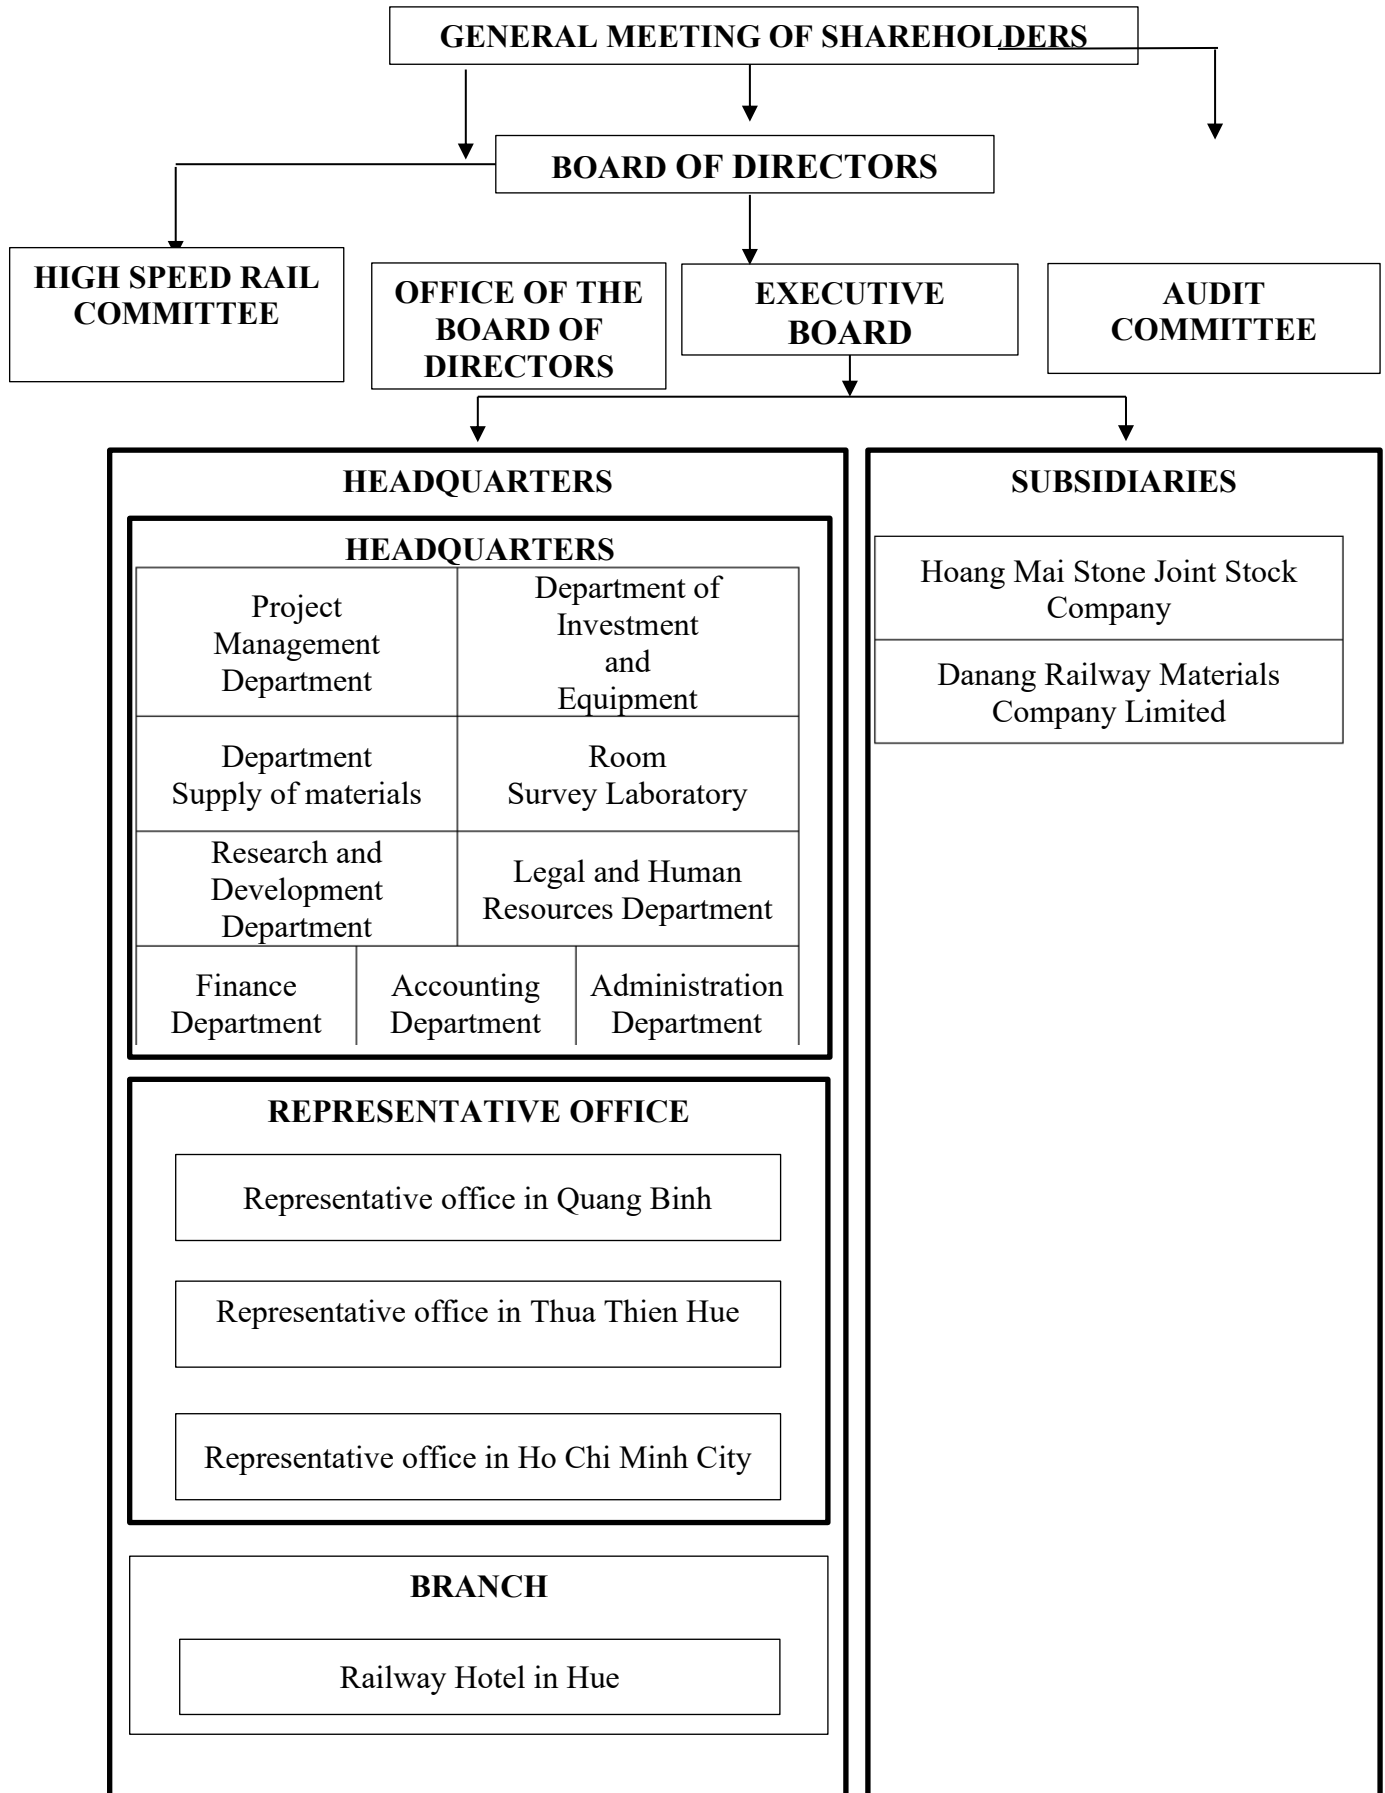 GENERAL MEETING OF SHAREHOLDERS
BOARD OF DIRECTORS
HIGH SPEED RAIL
COMMITTEE
OFFICE OF THE
BOARD OF
DIRECTORS
EXECUTIVE
BOARD
AUDIT
COMMITTEE
HEADQUARTERS
HEADQUARTERS
Project
Management
Department
Department of
Investment
and
Equipment
Department
Supply of materials
Room
Survey Laboratory
Research and
Development
Department
Legal and Human
Resources Department
Finance
Department
Accounting
Department
Administration
Department
REPRESENTATIVE OFFICE
Representative office in Quang Binh
Representative office in Thua Thien Hue
Representative office in Ho Chi Minh City
BRANCH
Railway Hotel in Hue
SUBSIDIARIES
Hoang Mai Stone Joint Stock
Company
Danang Railway Materials
Company Limited